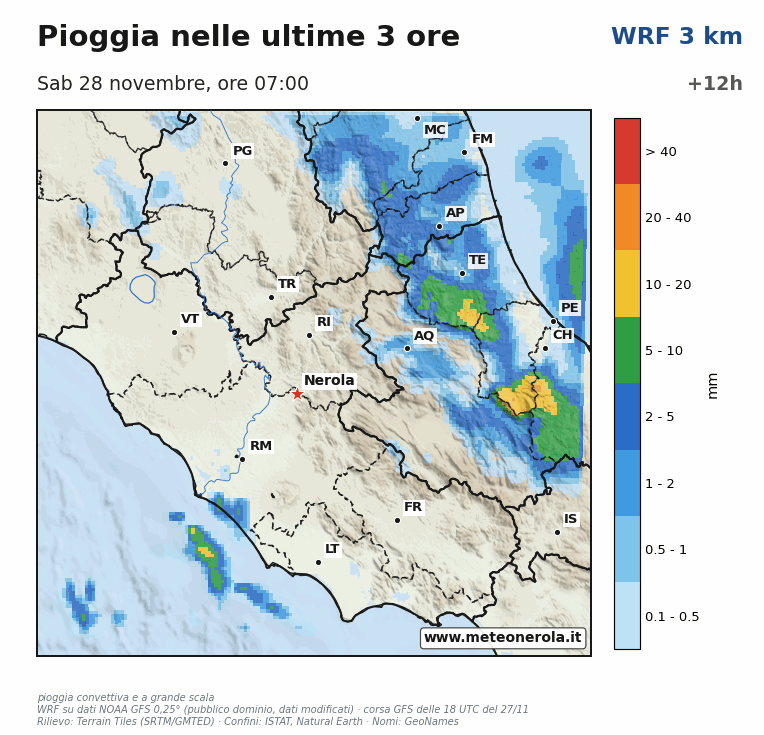 Pioggia nelle ultime 3 ore
WRF 3 km
Sab 28 novembre, ore 07:00
+12h
MC
FM
PG
AP
TE
TR
PE
VT
RI
AQ
CH
Nerola
RM
FR
IS
LT
www.meteonerola.it
> 40
20 - 40
10 - 20
5 - 10
2 - 5
1 - 2
0.5 - 1
0.1 - 0.5
mm
pioggia convettiva e a grande scala
WRF su dati NOAA GFS 0,25° (pubblico dominio, dati modificati) · corsa GFS delle 18 UTC del 27/11
Rilievo: Terrain Tiles (SRTM/GMTED) · Confini: ISTAT, Natural Earth · Nomi: GeoNames